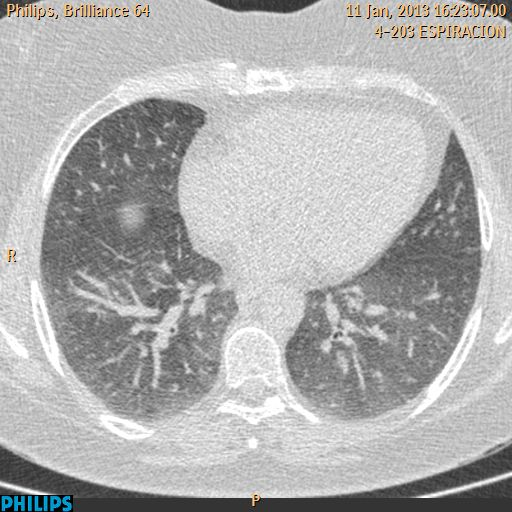 Philips, Brilliance 64
11 Jan, 2013 16:23:07.00
4-203 ESPIRACION
R
P
PHILIPS